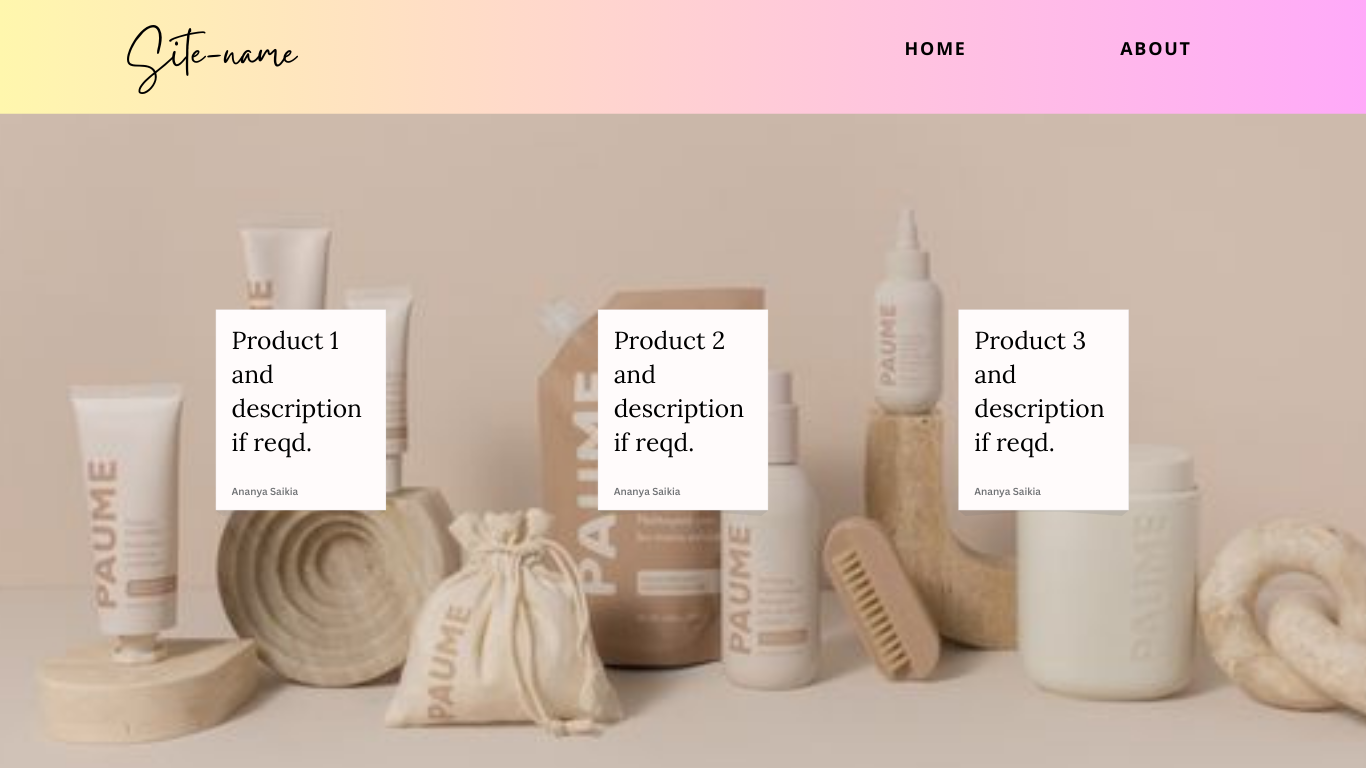 Site-name
HOME
ABOUT
Product 1
and
description
if reqd.
Ananya Saikia
Product 2
and
description
if reqd.
Ananya Saikia
Product 3
and
description
if reqd.
Ananya Saikia
PAUME
PAUME
PAUME
PAUME
PAUME
PAUME
PAUME